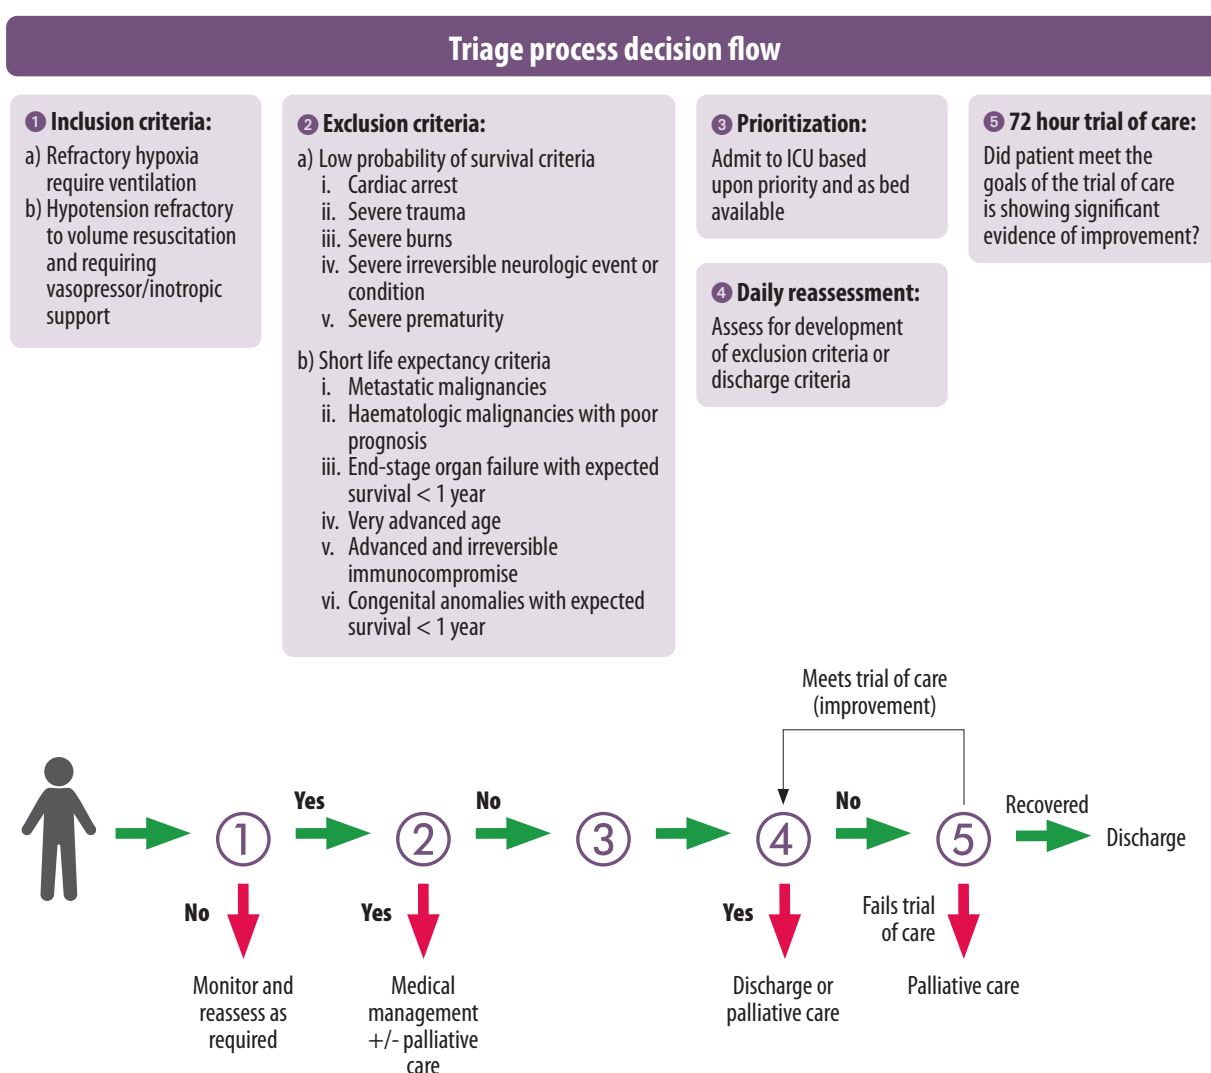 Triage process decision flow
1 Inclusion criteria:
a) Refractory hypoxia
require ventilation
b) Hypotension refractory
to volume resuscitation
and requiring
vasopressor/inotropic
support
2 Exclusion criteria:
a) Low probability of survival criteria
i. Cardiac arrest
ii. Severe trauma
iii. Severe burns
iv. Severe irreversible neurologic event or
condition
v. Severe prematurity
b) Short life expectancy criteria
i. Metastatic malignancies
ii. Haematologic malignancies with poor
prognosis
iii. End-stage organ failure with expected
survival < 1 year
iv. Very advanced age
v. Advanced and irreversible
immunocompromise
vi. Congenital anomalies with expected
survival < 1 year
3 Prioritization:
Admit to ICU based
upon priority and as bed
available
4 Daily reassessment:
Assess for development
of exclusion criteria or
discharge criteria
5 72 hour trial of care:
Did patient meet the
goals of the trial of care
is showing significant
evidence of improvement?
Meets trial of care
(improvement)
1
Yes
2
No
3
4
No
5
Recovered
Discharge
No
Monitor and
reassess as
required
Yes
Medical
management
+/- palliative
care
Yes
Discharge or
palliative care
Fails trial
of care
Palliative care